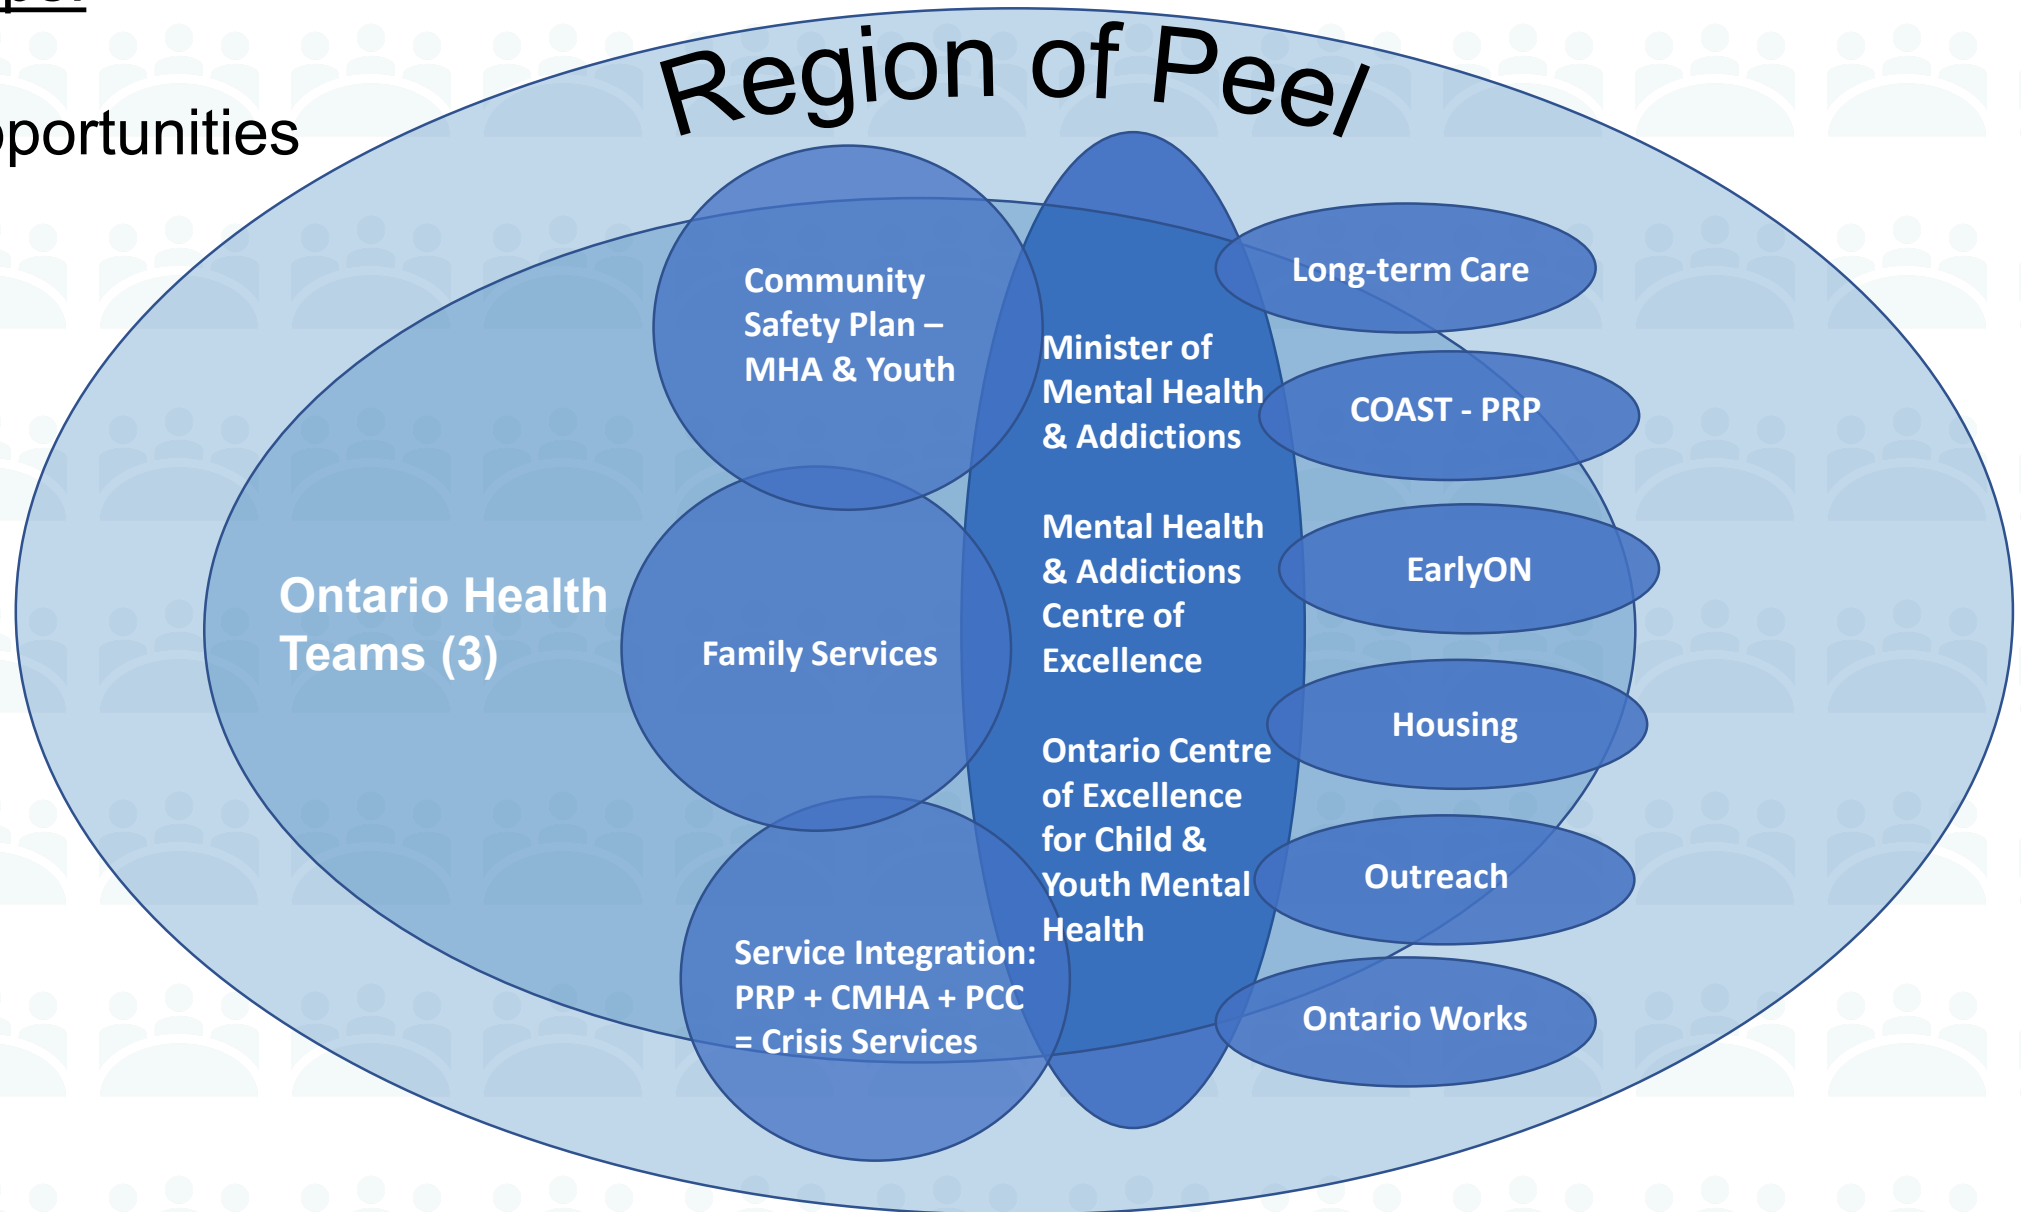 pportunities
Region of Peel
Community
Safety Plan –
MHA & Youth
Ontario Health
Teams (3)
Family Services
Service Integration:
PRP + CMHA + PCC
= Crisis Services
Minister of
Mental Health
& Addictions
Mental Health
& Addictions
Centre of
Excellence
Ontario Centre
of Excellence
for Child &
Youth Mental
Health
Long-term Care
COAST - PRP
EarlyON
Housing
Outreach
Ontario Works